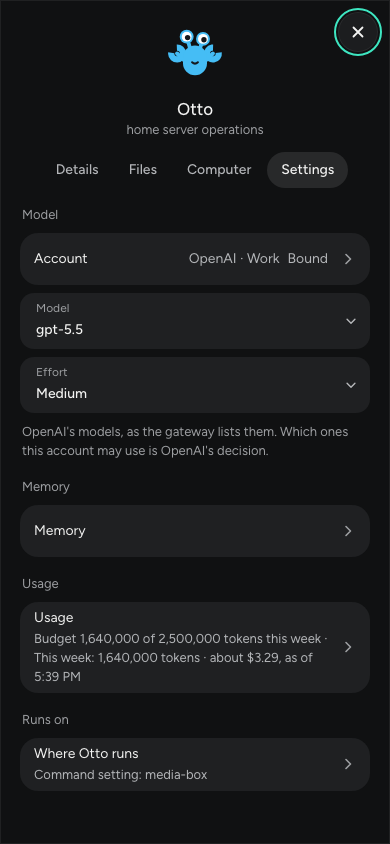 Otto
home server operations
Details Files Computer Settings
Model
Account OpenAI · Work Bound
Model
gpt-5.5
Effort
Medium
OpenAI's models, as the gateway lists them. Which ones
this account may use is OpenAI's decision.
Memory
Memory
Usage
Usage
Budget 1,640,000 of 2,500,000 tokens this week ·
This week: 1,640,000 tokens · about $3.29, as of
5:39 PM
Runs on
Where Otto runs
Command setting: media-box